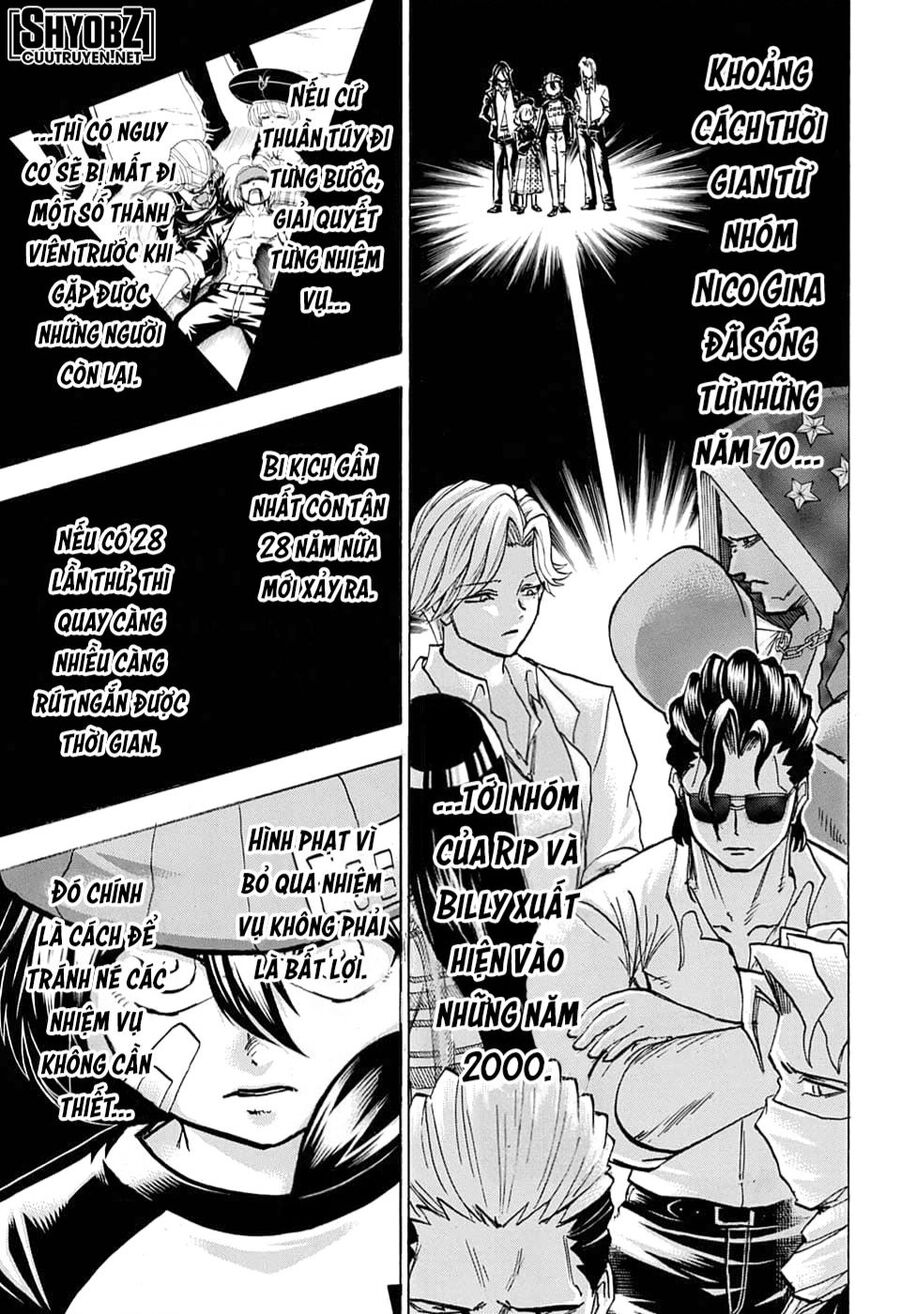 SHYOBZ
CUUTRUYEN.NET
KHOẢNG
CÁCH THỜI
GIAN TỪ
NHÓM
NICO GINA
ĐÃ SỐNG
TỪ NHỮNG
NĂM 70...
...TỚI NHÓM
CỦA RIP VÀ
BILLY XUẤT
HIỆN VÀO
NHỮNG NĂM
2000.
NẾU CỨ
THUẦN TÚY ĐI
TỪNG BƯỚC,
GIẢI QUYẾT
TỪNG NHIỆM
VỤ...
...THÌ CÓ NGUY
CƠ SẼ BỊ MẤT ĐI
MỘT SỐ THÀNH
VIÊN TRƯỚC KHI
GẶP ĐƯỢC
NHỮNG NGƯỜI
CÒN LẠI.
BI KỊCH GẦN
NHẤT CÒN TẬN
28 NĂM NỮA
MỚI XẢY RA.
NẾU CÓ 28
LẦN THỬ, THÌ
QUAY CÀNG
NHIỀU CÀNG
RÚT NGẮN ĐƯỢC
THỜI GIAN.
HÌNH PHẠT VÌ
BỎ QUA NHIỆM
VỤ KHÔNG PHẢI
LÀ BẤT LỢI.
ĐÓ CHÍNH
LÀ CÁCH ĐỂ
TRÁNH NÉ CÁC
NHIỆM VỤ
KHÔNG CẦN
THIẾT...